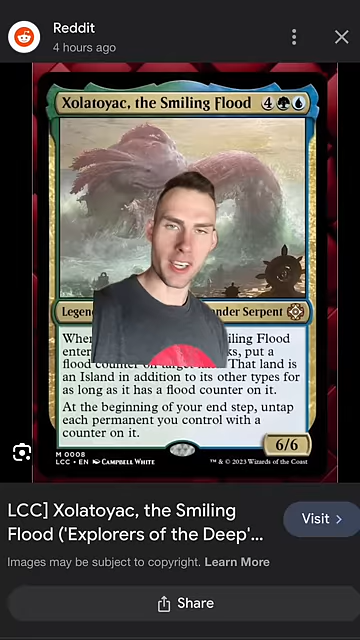 Reddit
4 hours ago
Xolatoyac, the Smiling Flood 4
Legen ander Serpent
When iling Flood
enter ks, put a
flood counter on target That land is
an Island in addition to its other types for
as long as it has a flood counter on it.
At the beginning of your end step, untap
each permanent you control with a
counter on it.
6/6
M 0008
LCC • EN CAMPBELL WHITE
™ & © 2023 Wizards of the Coast
LCC] Xolatoyac, the Smiling
Flood ('Explorers of the Deep'...
Visit >
Images may be subject to copyright. Learn More
Share